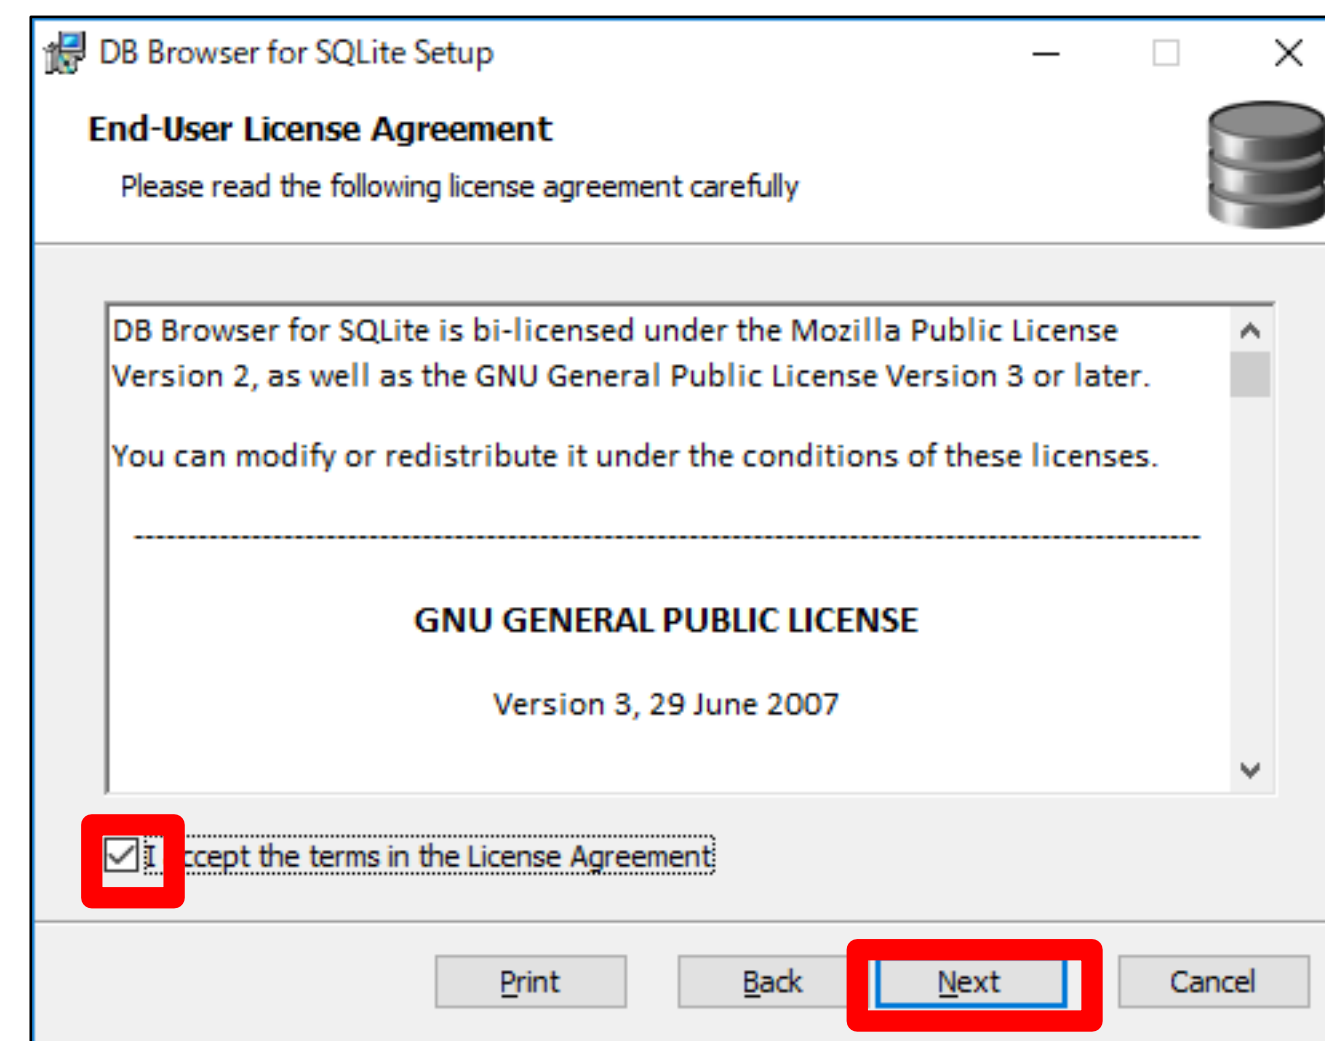 DB Browser for SQLite Setup
End-User License Agreement
Please read the following license agreement carefully
DB Browser for SQLite is bi-licensed under the Mozilla Public License
Version 2, as well as the GNU General Public License Version 3 or later.
You can modify or redistribute it under the conditions of these licenses.
--------------------------------------------------------------------------------
GNU GENERAL PUBLIC LICENSE
Version 3, 29 June 2007
I accept the terms in the License Agreement
Print Back Next Cancel